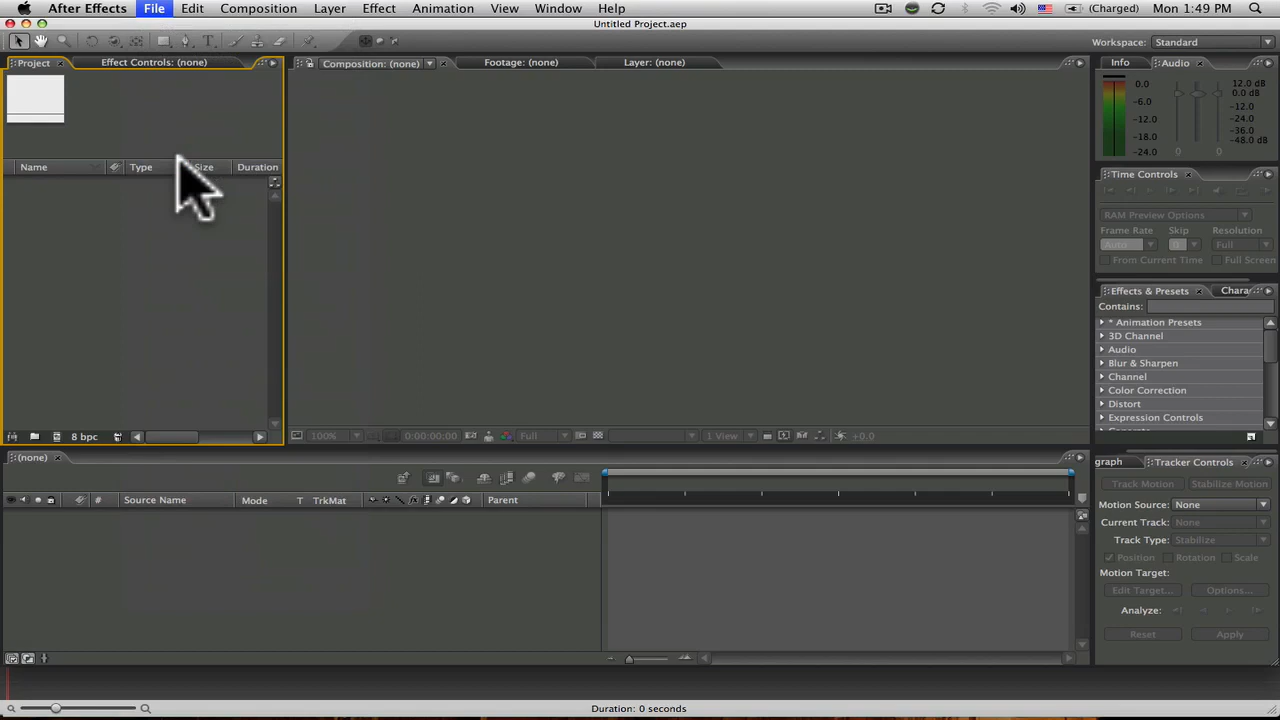 After Effects File Edit Composition Layer Effect Animation View Window Help (Charged) Mon 1:49 PM
Untitled Project.aep
Workspace: Standard
Project Effect Controls: (none) Composition: (none) Footage: (none) Layer: (none) Info Audio
0.0 12.0 dB
0.0 dB
-6.0
-12.0
-12.0 -24.0
-18.0 -36.0
-24.0 0 0 -48.0 dB
Name Type Size Duration
Time Controls
RAM Preview Options
Frame Rate Skip Resolution
Auto 0 Full
From Current Time Full Screen
Effects & Presets Chara
Contains:
* Animation Presets
3D Channel
Audio
Blur & Sharpen
Channel
Color Correction
Distort
Expression Controls
8 bpc 100% 0:00:00:00 Full 1 View +0.0
(none) graph Tracker Controls
Track Motion Stabilize Motion
# Source Name Mode T TrkMat Parent
Motion Source: None
Current Track: None
Track Type: Stabilize
Position Rotation Scale
Motion Target:
Edit Target... Options...
Analyze:
Reset Apply
Duration: 0 seconds